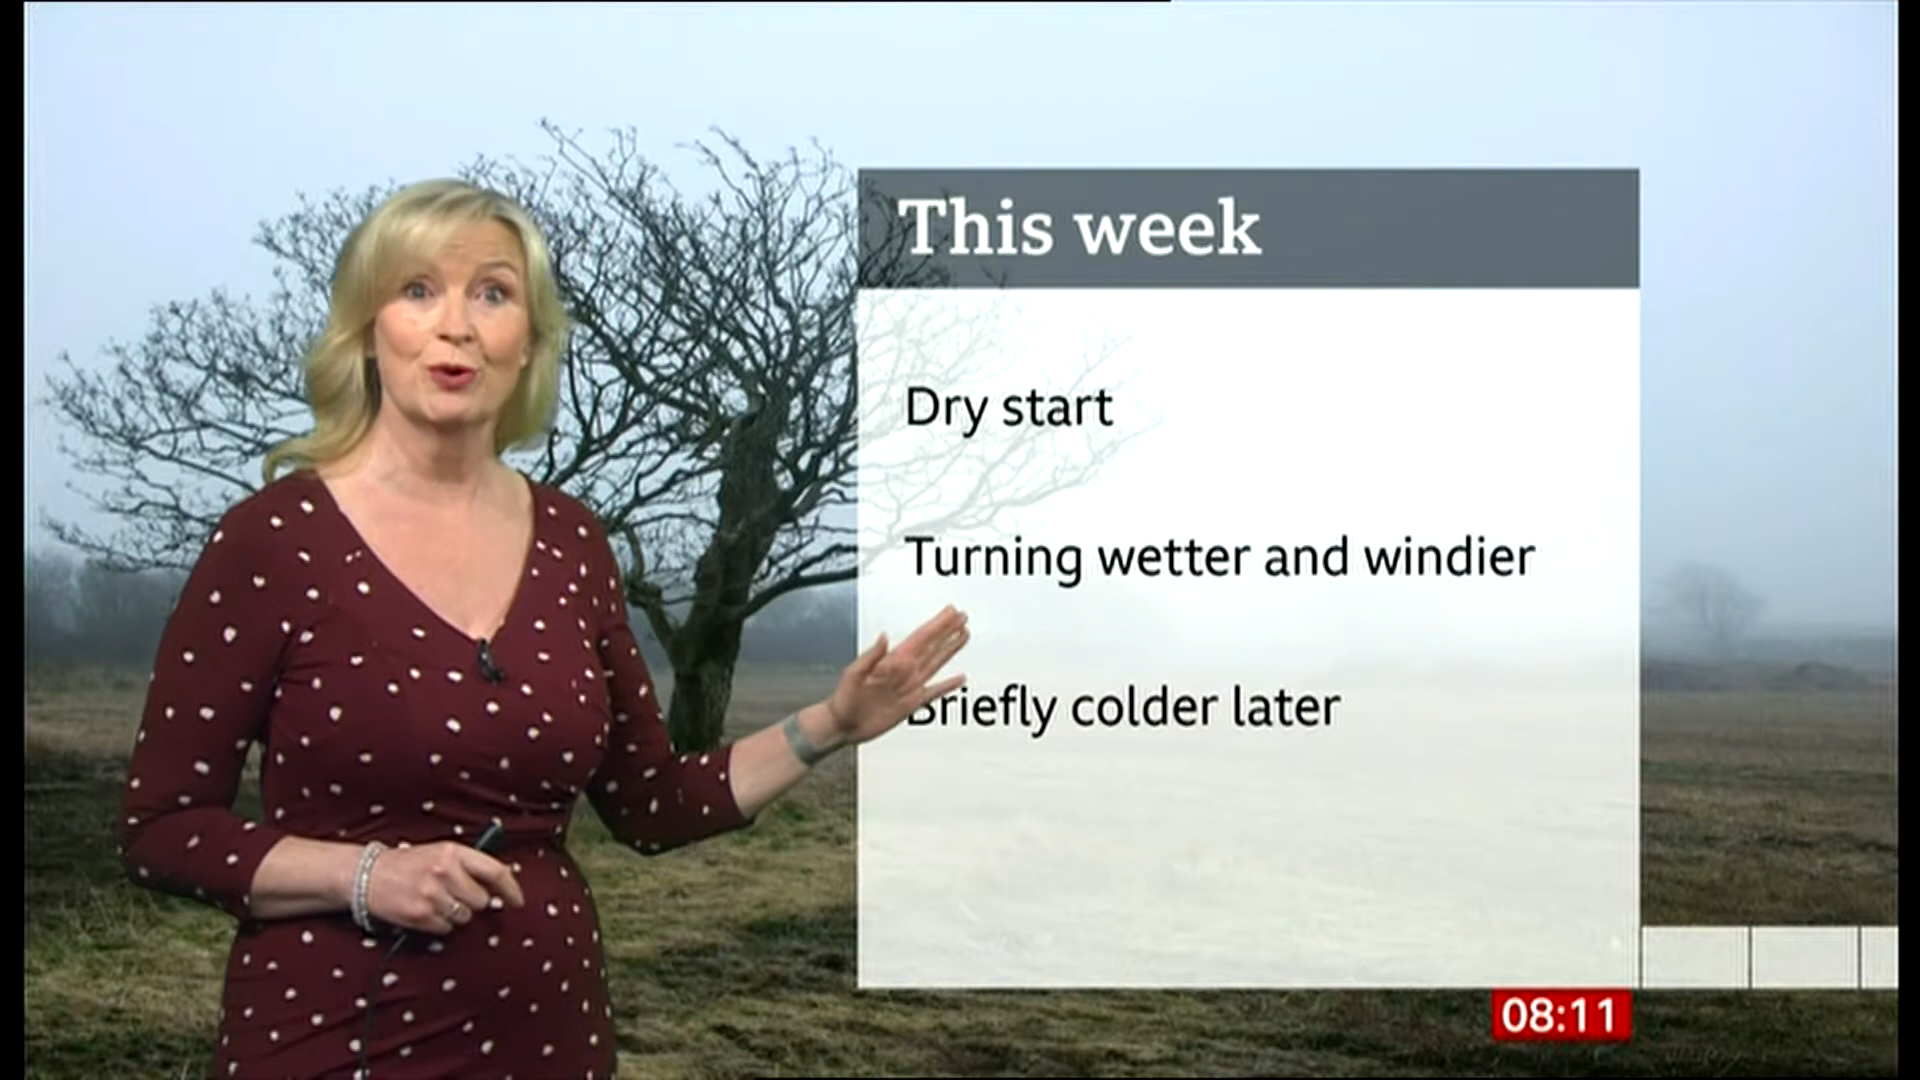 This week
Dry start
Turning wetter and windier
Briefly colder later
08:11